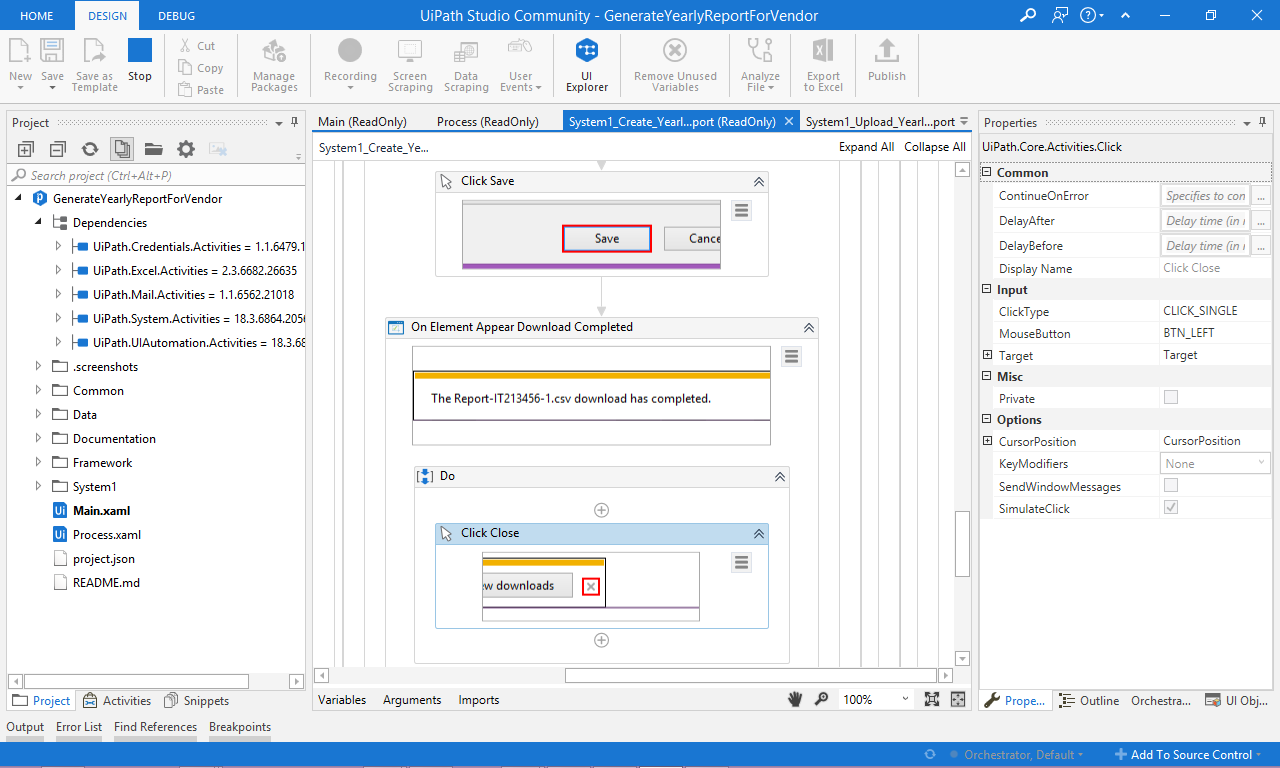 HOME DESIGN DEBUG UiPath Studio Community - GenerateYearlyReportForVendor
New Save Save as Template Stop
Cut
Copy
Paste
Manage Packages
Recording
Screen Scraping
Data Scraping
User Events
UI Explorer
Remove Unused Variables
Analyze File
Export to Excel
Publish
Project
Search project (Ctrl+Alt+P)
GenerateYearlyReportForVendor
Dependencies
UiPath.Credentials.Activities = 1.1.6479.1
UiPath.Excel.Activities = 2.3.6682.26635
UiPath.Mail.Activities = 1.1.6562.21018
UiPath.System.Activities = 18.3.6864.2056
UiPath.UIAutomation.Activities = 18.3.68
.screenshots
Common
Data
Documentation
Framework
System1
Main.xaml
Process.xaml
project.json
README.md
Project Activities Snippets
Main (ReadOnly) Process (ReadOnly) System1_Create_Yearl...port (ReadOnly) System1_Upload_Yearl...port
System1_Create_Ye... Expand All Collapse All
Click Save
Save Cance
On Element Appear Download Completed
The Report-IT213456-1.csv download has completed.
Do
Click Close
ew downloads
Variables Arguments Imports 100%
Properties
UiPath.Core.Activities.Click
Common
ContinueOnError Specifies to con ...
DelayAfter Delay time (in ...
DelayBefore Delay time (in ...
Display Name Click Close
Input
ClickType CLICK_SINGLE
MouseButton BTN_LEFT
Target Target
Misc
Private
Options
CursorPosition CursorPosition
KeyModifiers None
SendWindowMessages
SimulateClick
Prope... Outline Orchestra... UI Obj...
Output Error List Find References Breakpoints
Orchestrator, Default Add To Source Control